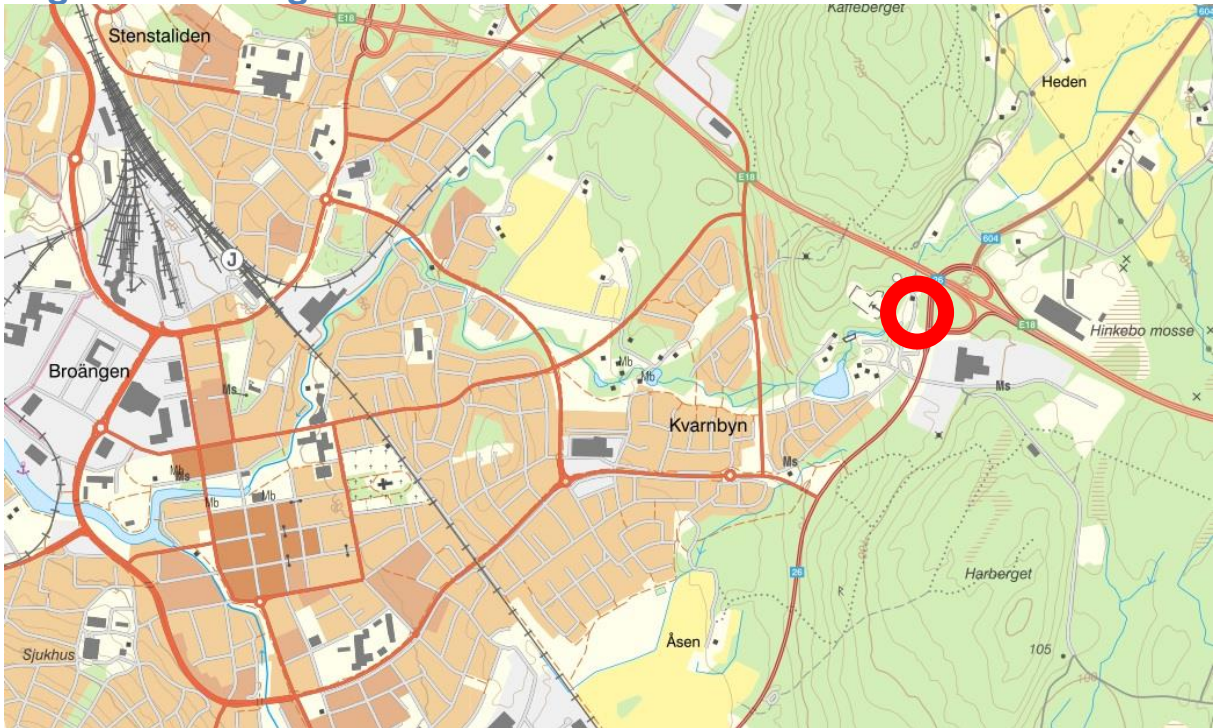 Kaffeberget
604
E18
Stenstaliden
Heden
E18
604
J
26
E18
Hinkebo mosse
Broängen
Mb
Mb
Ms
Ms
Kvarnbyn
Ms
Ms
Mb
Mb
26
R
Harberget
Åsen
Sjukhus
105
100